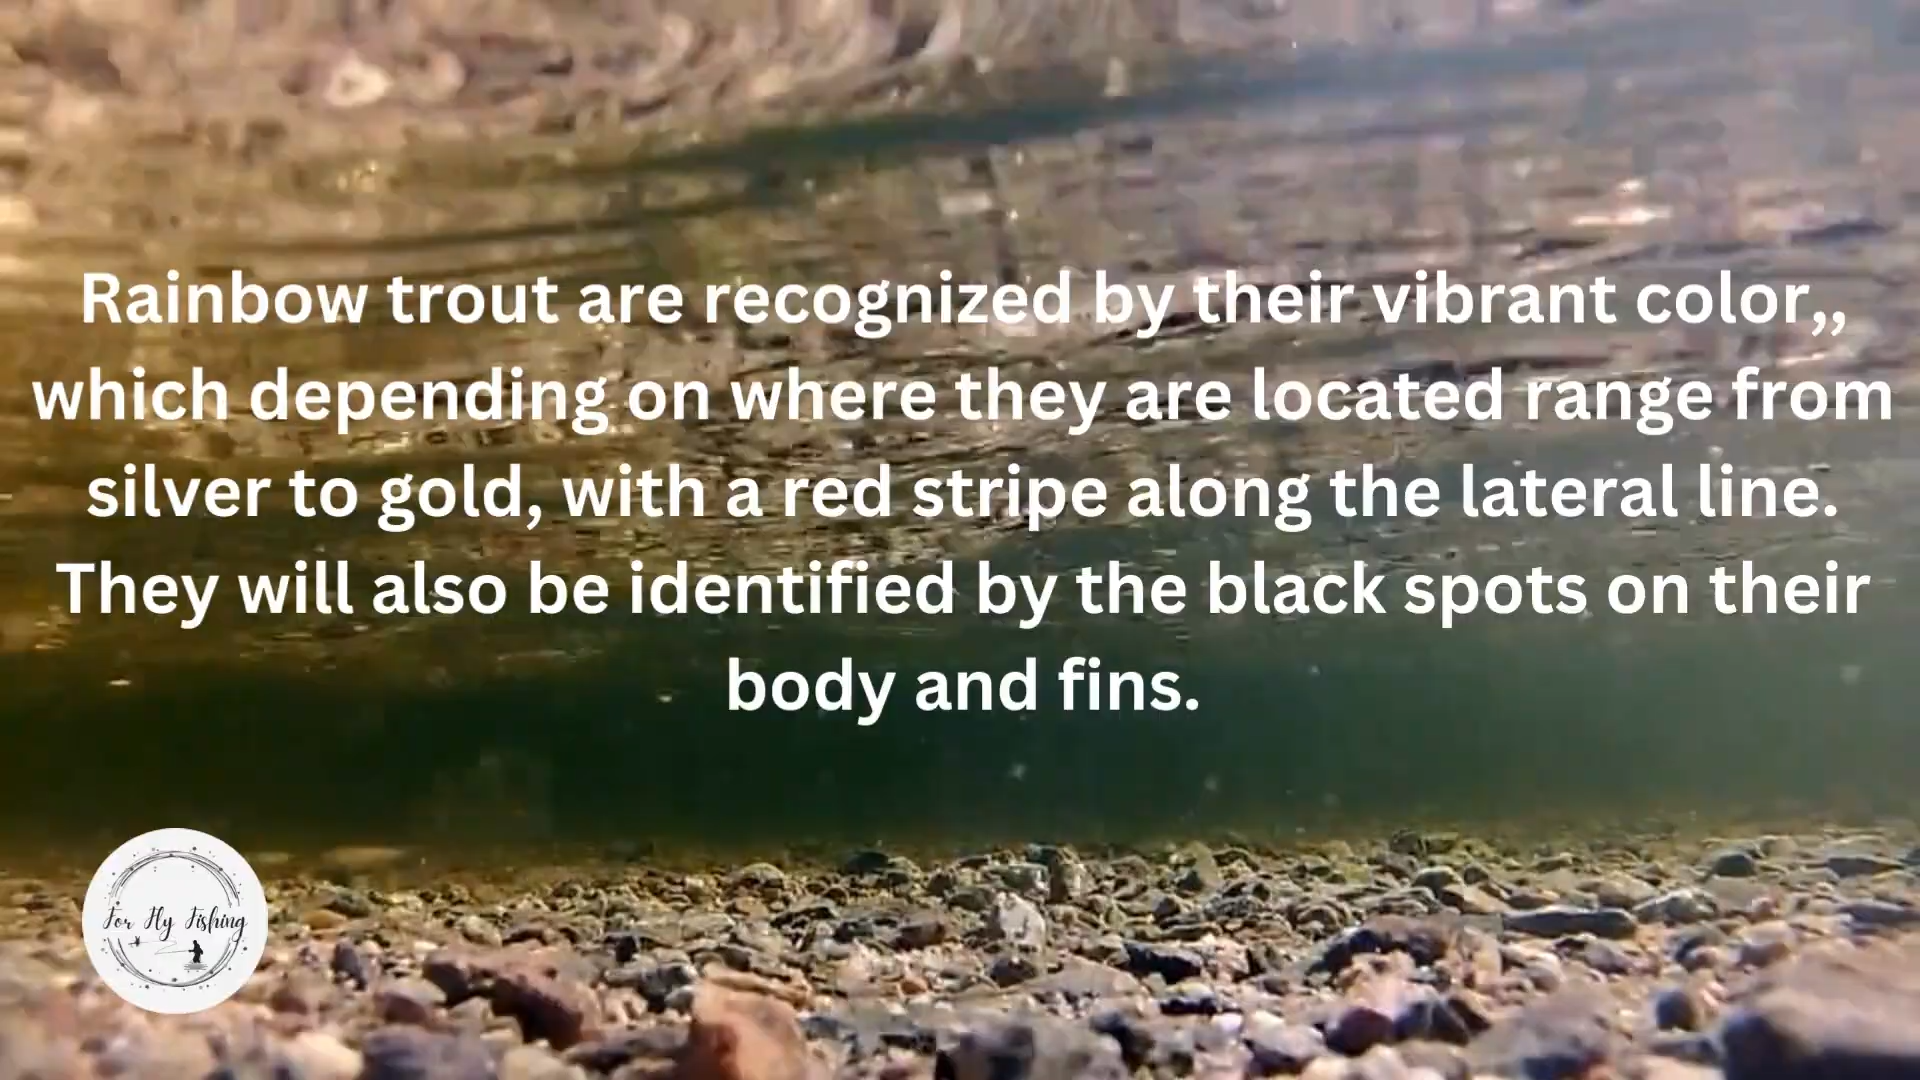 Rainbow trout are recognized by their vibrant color,,
which depending on where they are located range from
silver to gold, with a red stripe along the lateral line.
They will also be identified by the black spots on their
body and fins.
For Fly Fishing